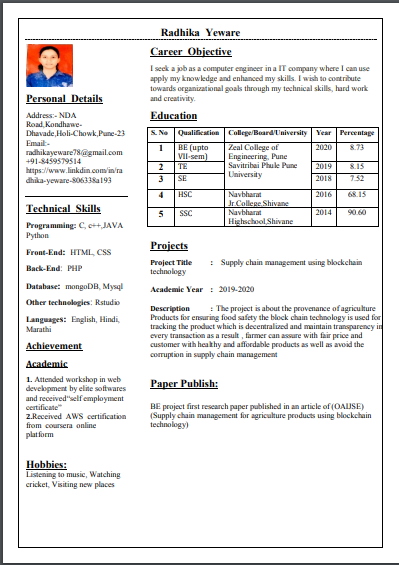 Radhika Yeware
Personal Details
Address:- NDA
Road,Kondhawe-
Dhavade,Holi-Chowk,Pune-23
Email:-
radhikayeware78@gmail.com
+91-8459579514
https://www.linkdin.com/in/ra
dhika-yeware-806338a193
Technical Skills
Programming: C, c++,JAVA
Python
Front-End: HTML, CSS
Back-End: PHP
Database: mongoDB, Mysql
Other technologies: Rstudio
Languages: English, Hindi,
Marathi
Achievement
Academic
1. Attended workshop in web
development by elite softwares
and received“self employment
certificate”
2.Received AWS certification
from coursera online
platform
Hobbies:
Listening to music, Watching
cricket, Visiting new places
Career Objective
I seek a job as a computer engineer in a IT company where I can use
apply my knowledge and enhanced my skills. I wish to contribute
towards organizational goals through my technical skills, hard work
and creativity.
Education
S. No Qualification College/Board/University Year Percentage
1 BE (upto Zeal College of 2020 8.73
VII-sem) Engineering, Pune
2 TE Savitribai Phule Pune 2019 8.15
3 SE University 2018 7.52
4 HSC Navbharat 2016 68.15
Jr.College,Shivane
5 SSC Navbharat 2014 90.60
Highschool,Shivane
Projects
Project Title : Supply chain management using blockchain
technology
Academic Year : 2019-2020
Description : The project is about the provenance of agriculture
Products for ensuring food safety the block chain technology is used for
tracking the product which is decentralized and maintain transparency in
every transaction as a result , farmer can assure with fair price and
customer with healthy and affordable products as well as avoid the
corruption in supply chain management
Paper Publish:
BE project first research paper published in an article of (OAIJSE)
(Supply chain management for agriculture products using blockchain
technology)